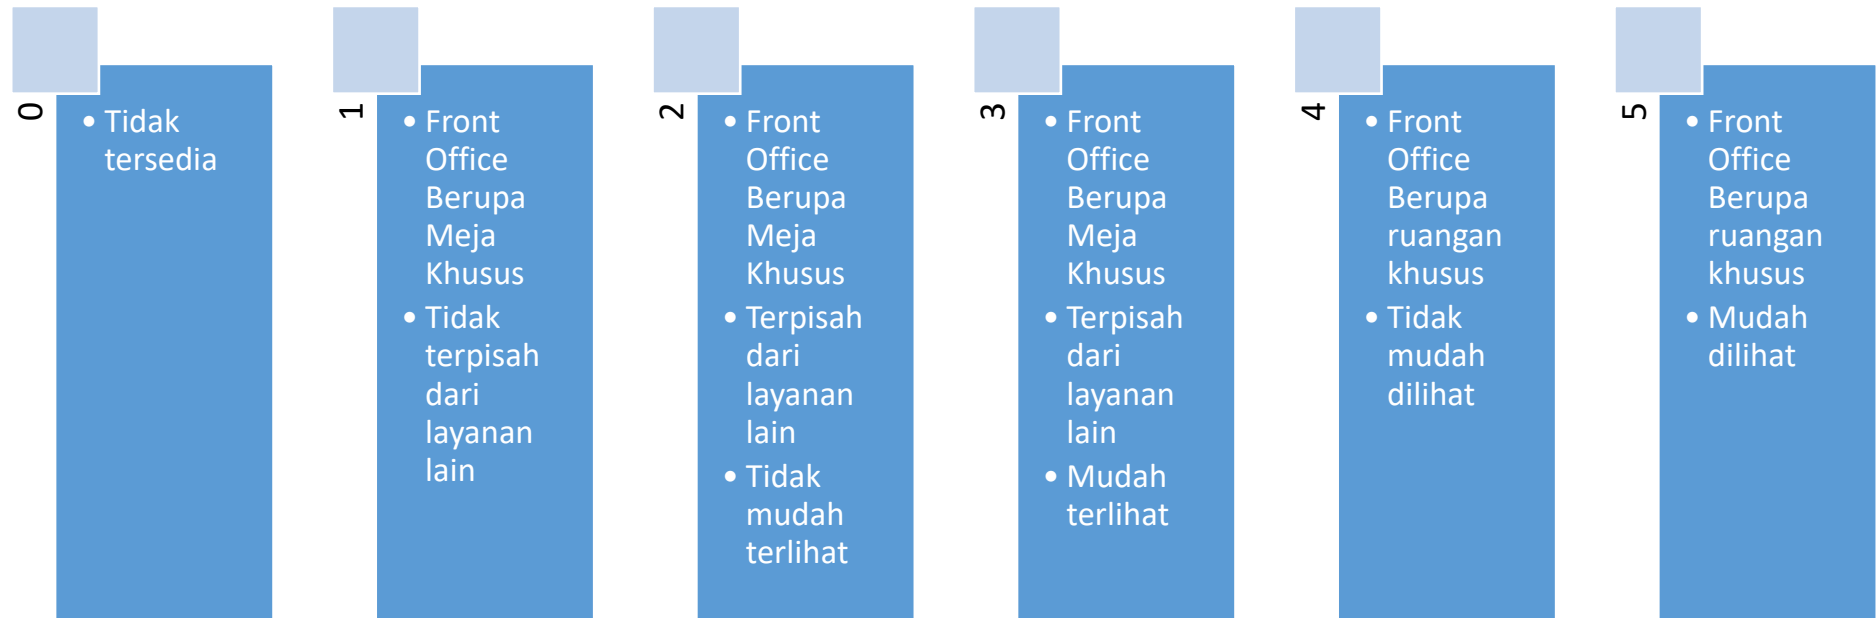 0
• Tidak
tersedia
1
• Front
Office
Berupa
Meja
Khusus
• Tidak
terpisah
dari
layanan
lain
2
• Front
Office
Berupa
Meja
Khusus
• Terpisah
dari
layanan
lain
• Tidak
mudah
terlihat
3
• Front
Office
Berupa
Meja
Khusus
• Terpisah
dari
layanan
lain
• Mudah
terlihat
4
• Front
Office
Berupa
ruangan
khusus
• Tidak
mudah
dilihat
5
• Front
Office
Berupa
ruangan
khusus
• Mudah
dilihat